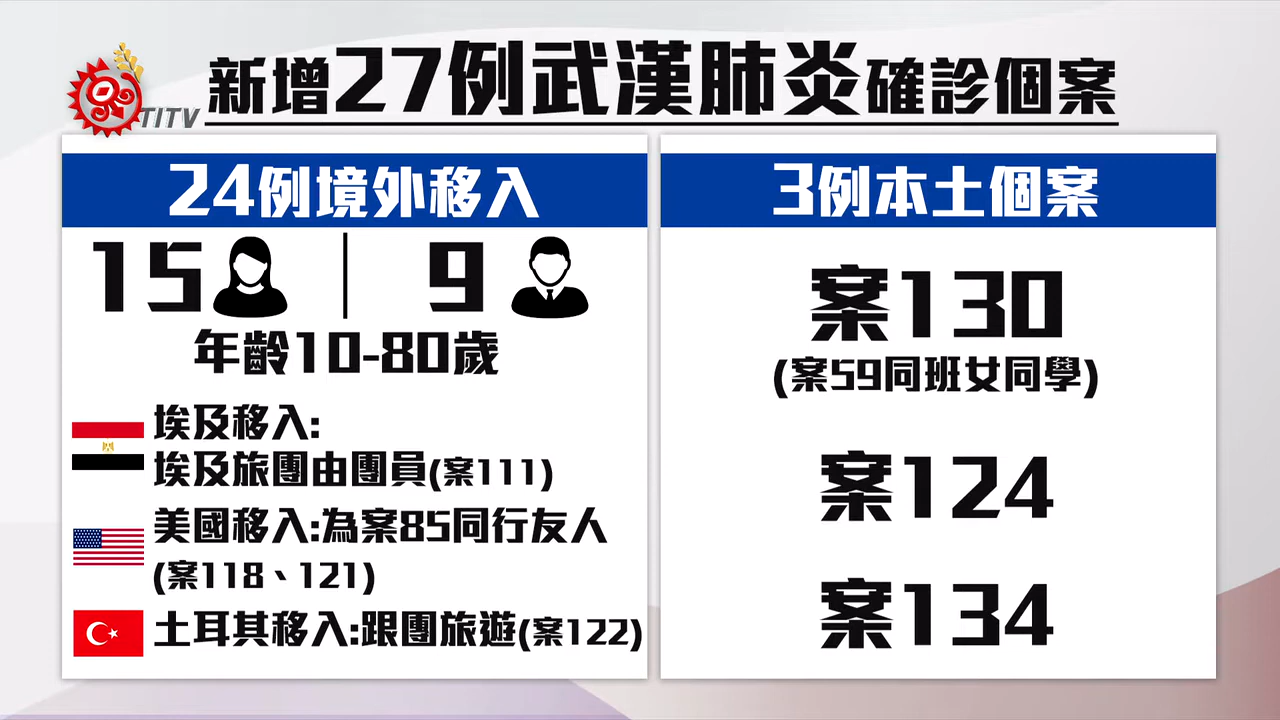 TITV
新增27例武漢肺炎確診個案
24例境外移入
15
9
年齡10-80歲
埃及移入:
埃及旅團由團員(案111)
美國移入:為案85同行友人
(案118、121)
土耳其移入:跟團旅遊(案122)
3例本土個案
案130
(案59同班女同學)
案124
案134